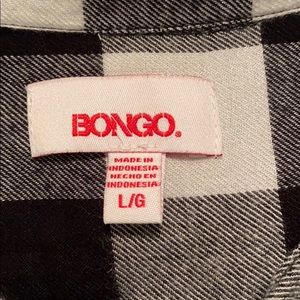 BONGO.
MADE IN
INDONESIA
HECHO EN
INDONESIA
L/G